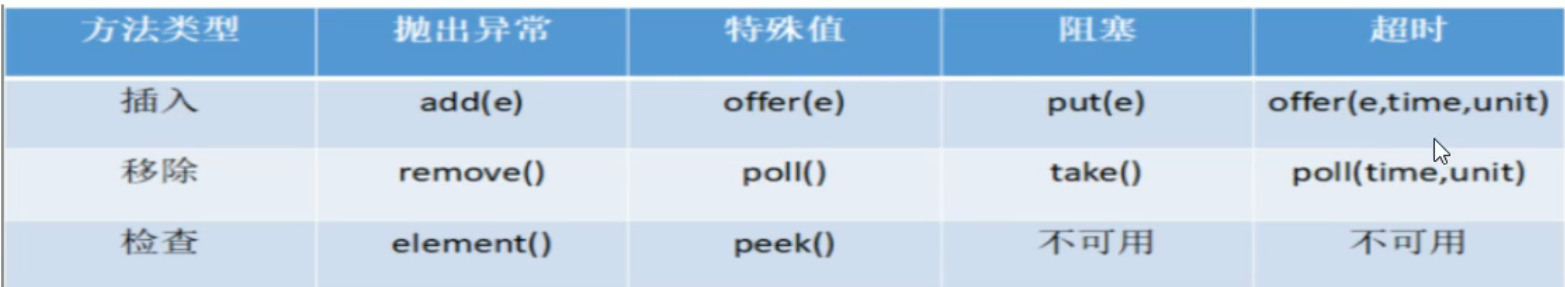 方法类型 抛出异常 特殊值 阻塞 超时
插入 add(e) offer(e) put(e) offer(e,time,unit)
移除 remove() poll() take() poll(time,unit)
检查 element() peek() 不可用 不可用